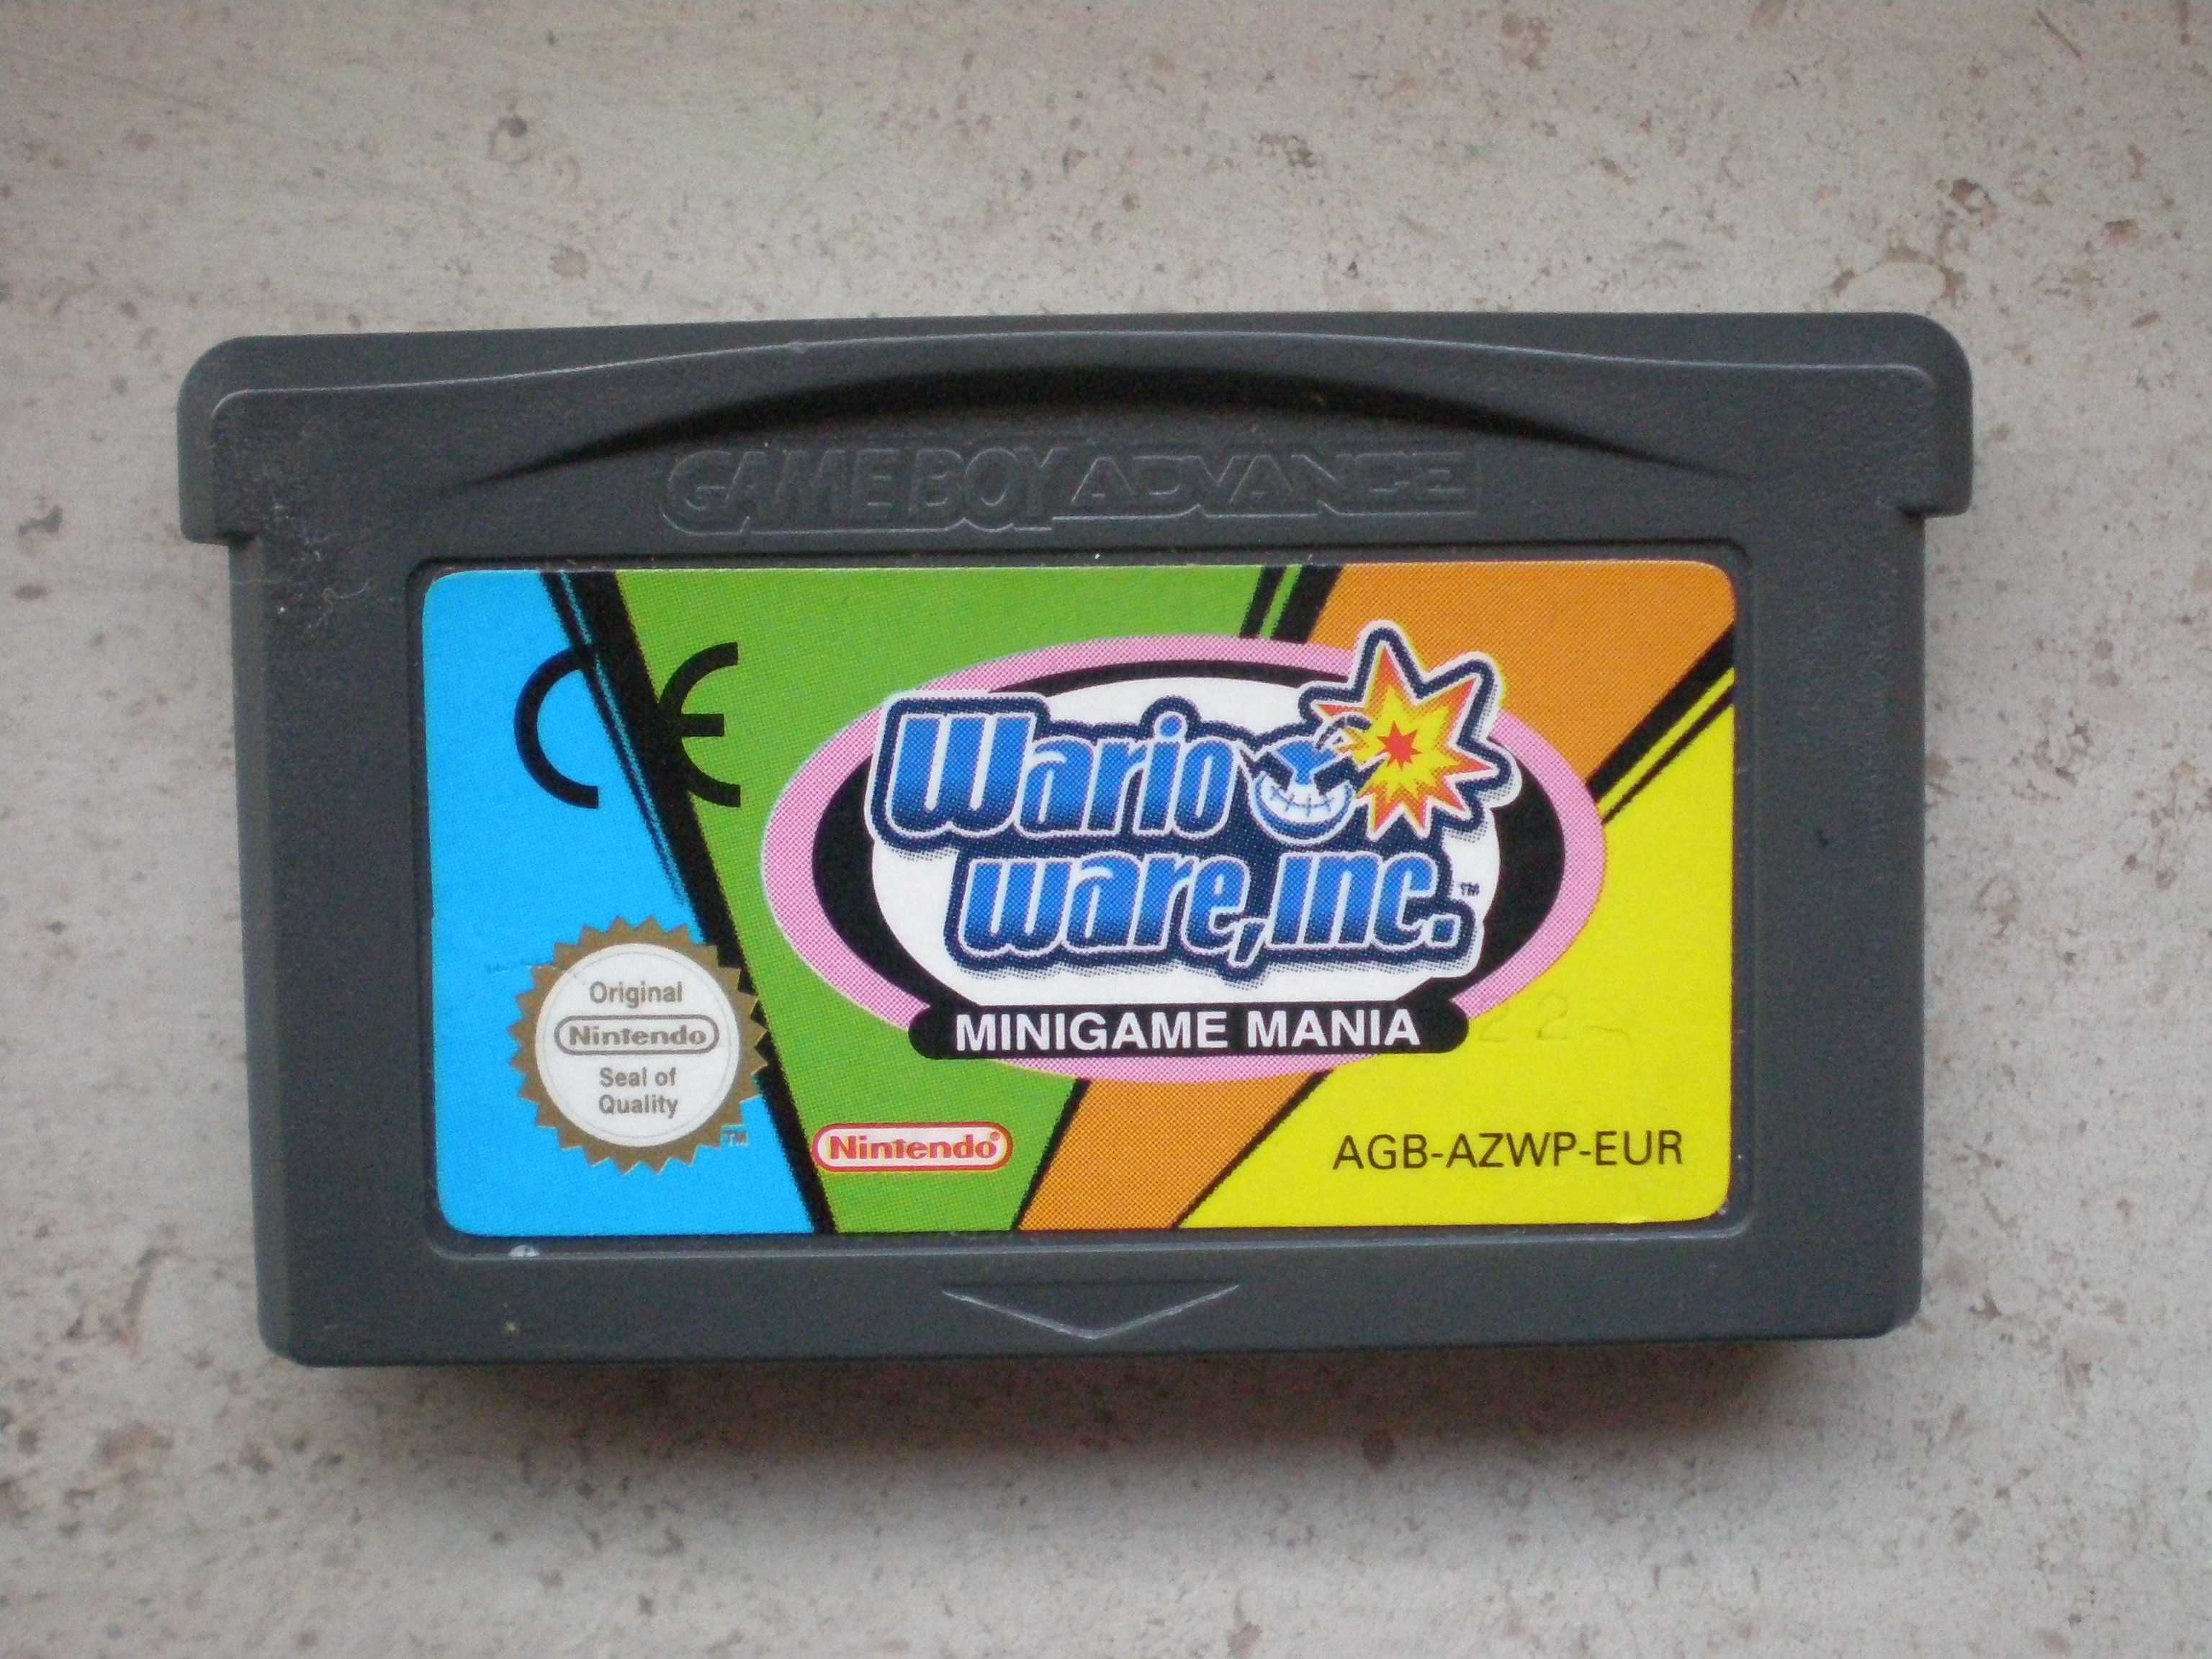 GAME BOY ADVANCE
CE
Wario
ware,inc.™
MINIGAME MANIA
22
Original
Nintendo
Seal of
Quality
™
Nintendo®
AGB-AZWP-EUR